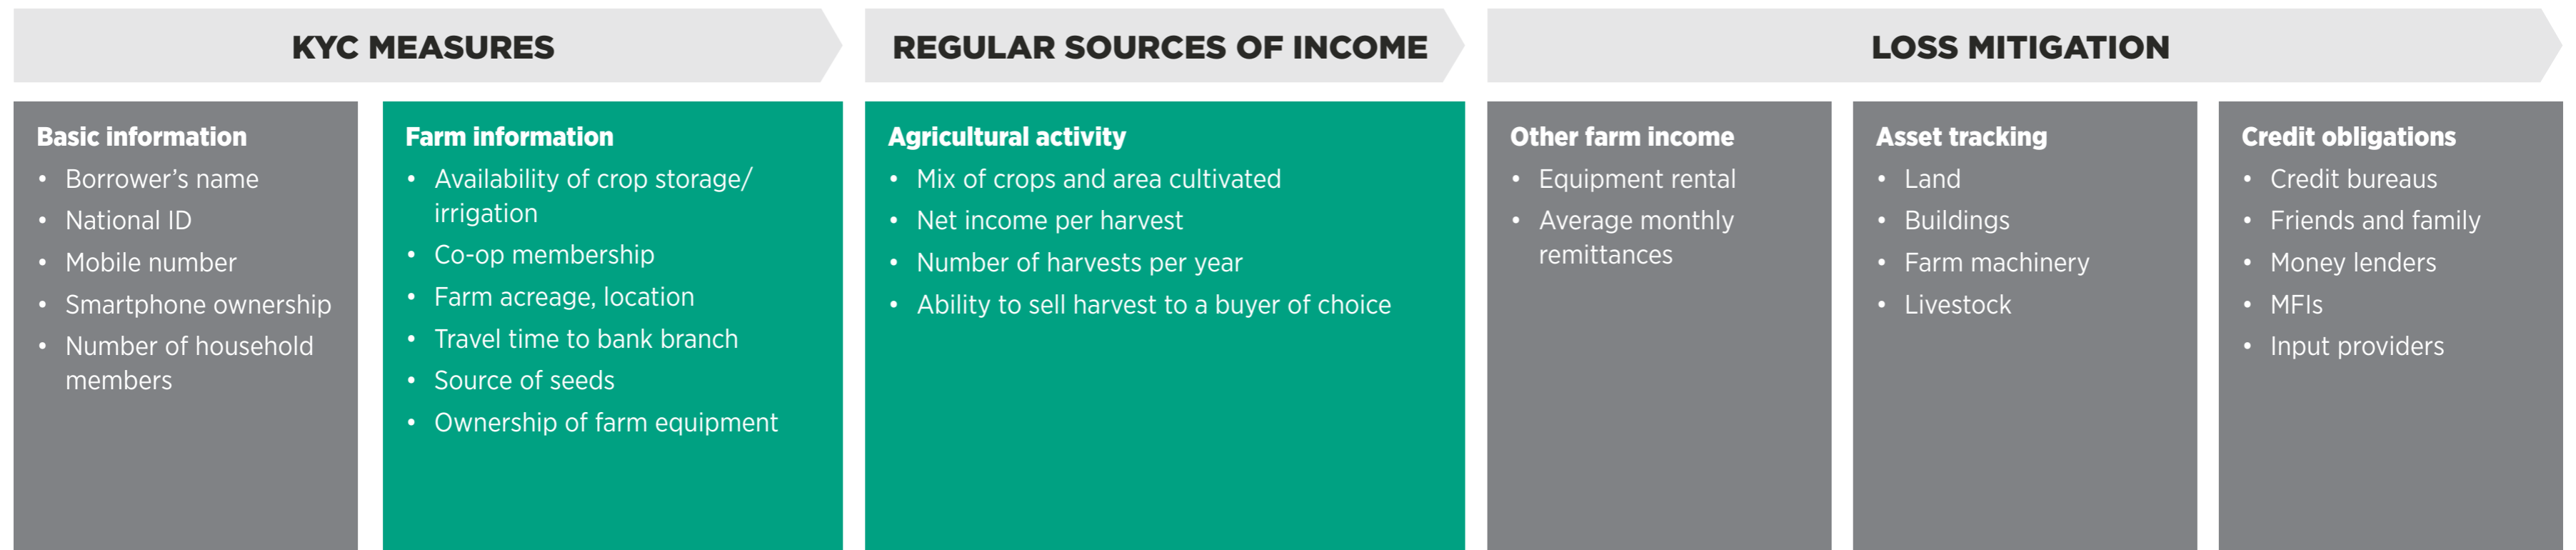 KYC MEASURES
REGULAR SOURCES OF INCOME
LOSS MITIGATION
Basic information
• Borrower’s name
• National ID
• Mobile number
• Smartphone ownership
• Number of household
members
Farm information
• Availability of crop storage/
irrigation
• Co-op membership
• Farm acreage, location
• Travel time to bank branch
• Source of seeds
• Ownership of farm equipment
Agricultural activity
• Mix of crops and area cultivated
• Net income per harvest
• Number of harvests per year
• Ability to sell harvest to a buyer of choice
Other farm income
• Equipment rental
• Average monthly
remittances
Asset tracking
• Land
• Buildings
• Farm machinery
• Livestock
Credit obligations
• Credit bureaus
• Friends and family
• Money lenders
• MFIs
• Input providers